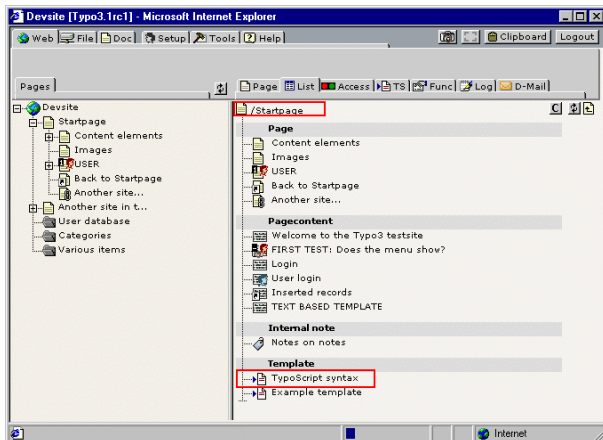 Devsite [Typo3.1rc1] - Microsoft Internet Explorer
Web File Doc Setup Tools Help Clipboard Logout
Pages Page List Access TS Func Log D-Mail
Devsite
Startpage
Content elements
Images
USER
Back to Startpage
Another site...
Another site in t...
User database
Categories
Various items
/Startpage C
Page
Content elements
Images
USER
Back to Startpage
Another site...
Pagecontent
Welcome to the Typo3 testsite
FIRST TEST: Does the menu show?
Login
User login
Inserted records
TEXT BASED TEMPLATE
Internal note
Notes on notes
Template
TypoScript syntax
Example template
Internet